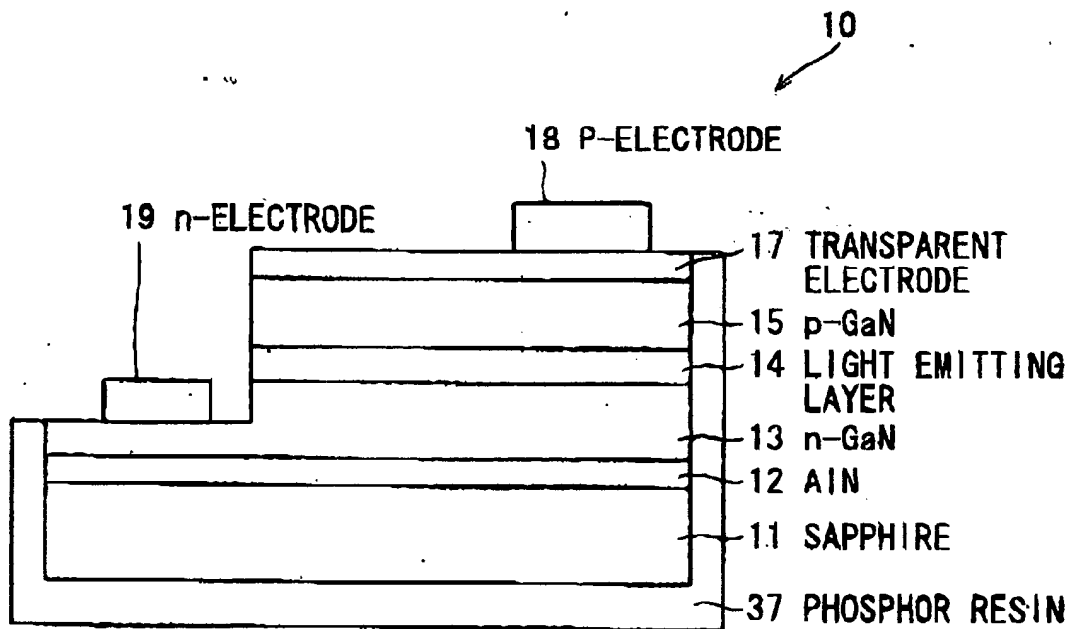 10
18 P-ELECTRODE
19 n-ELECTRODE
17 TRANSPARENT
ELECTRODE
15 p-GaN
14 LIGHT EMITTING
LAYER
13 n-GaN
12 AIN
11 SAPPHIRE
37 PHOSPHOR RESIN